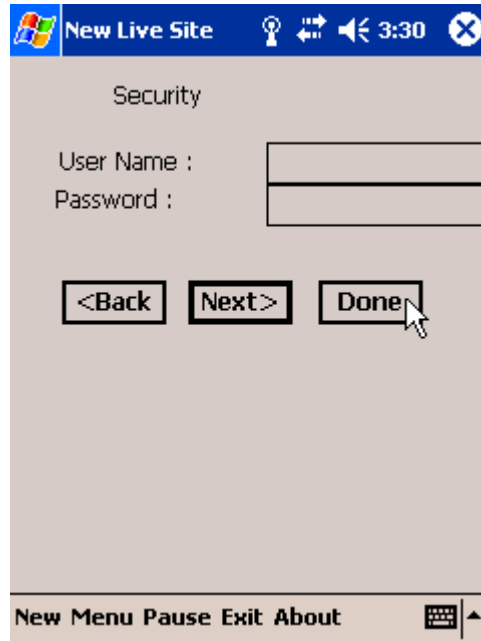 New Live Site 3:30
Security
User Name :
Password :
<Back Next> Done
New Menu Pause Exit About